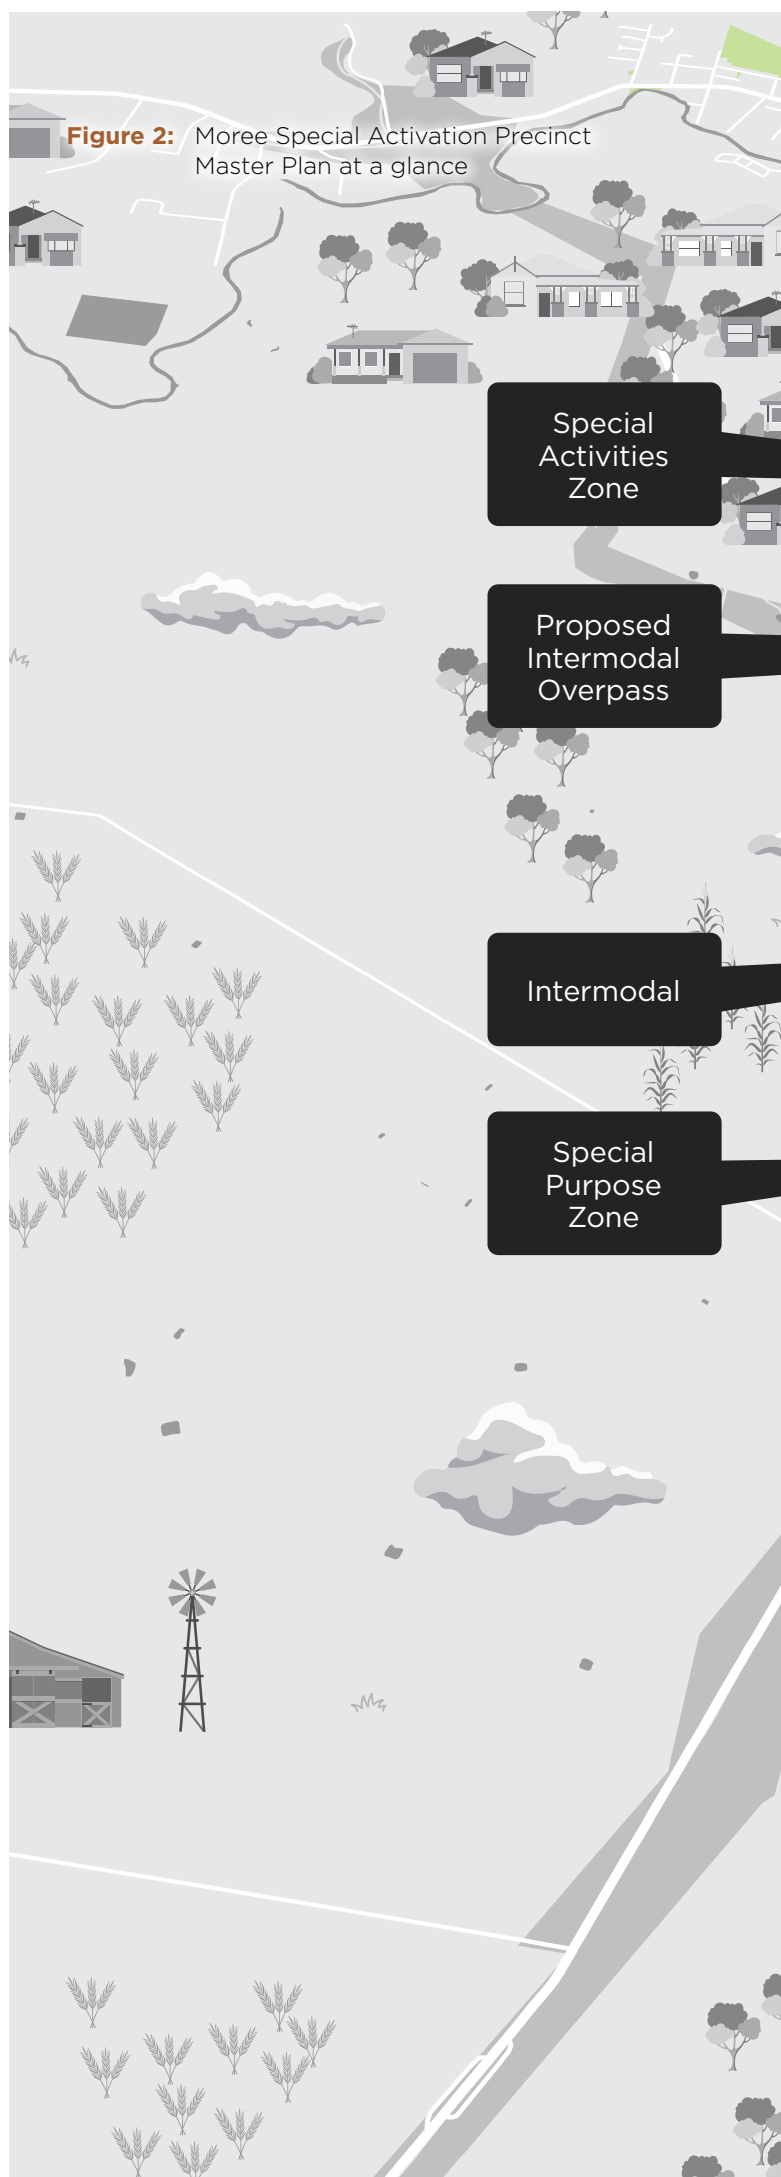 Figure 2: Moree Special Activation Precinct
Master Plan at a glance
Special
Activities
Zone
Proposed
Intermodal
Overpass
Intermodal
Special
Purpose
Zone